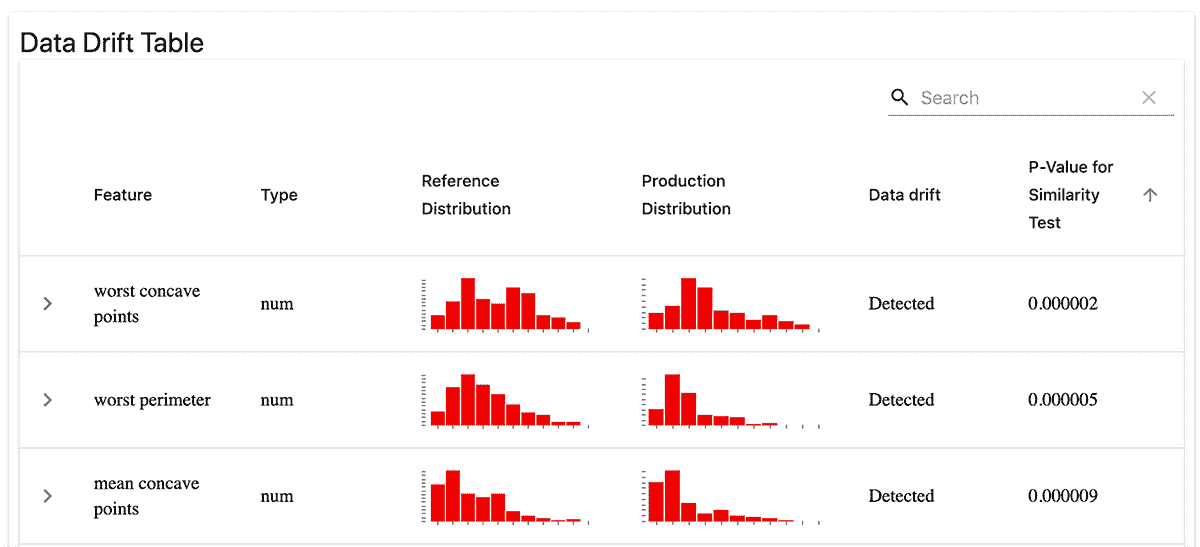 Data Drift Table
Search
Feature
Type
Reference
Distribution
Production
Distribution
Data drift
P-Value for
Similarity
Test
worst concave
points
num
Detected
0.000002
worst perimeter
num
Detected
0.000005
mean concave
points
num
Detected
0.000009